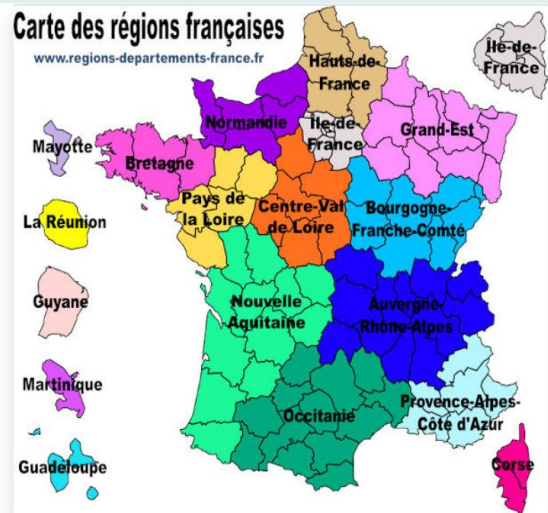 Carte des régions françaises
www.regions-departements-france.fr
Île-de-
France
Hauts-de-
France
Normandie
Île-de-
France
Grand-Est
Mayotte
Bretagne
Pays de
la Loire
Centre-Val
de Loire
Bourgogne-
Franche-Comté
La Réunion
Guyane
Nouvelle
Aquitaine
Auvergne-
Rhône-Alpes
Martinique
Occitanie
Provence-Alpes-
Côte d'Azur
Guadeloupe
Corse